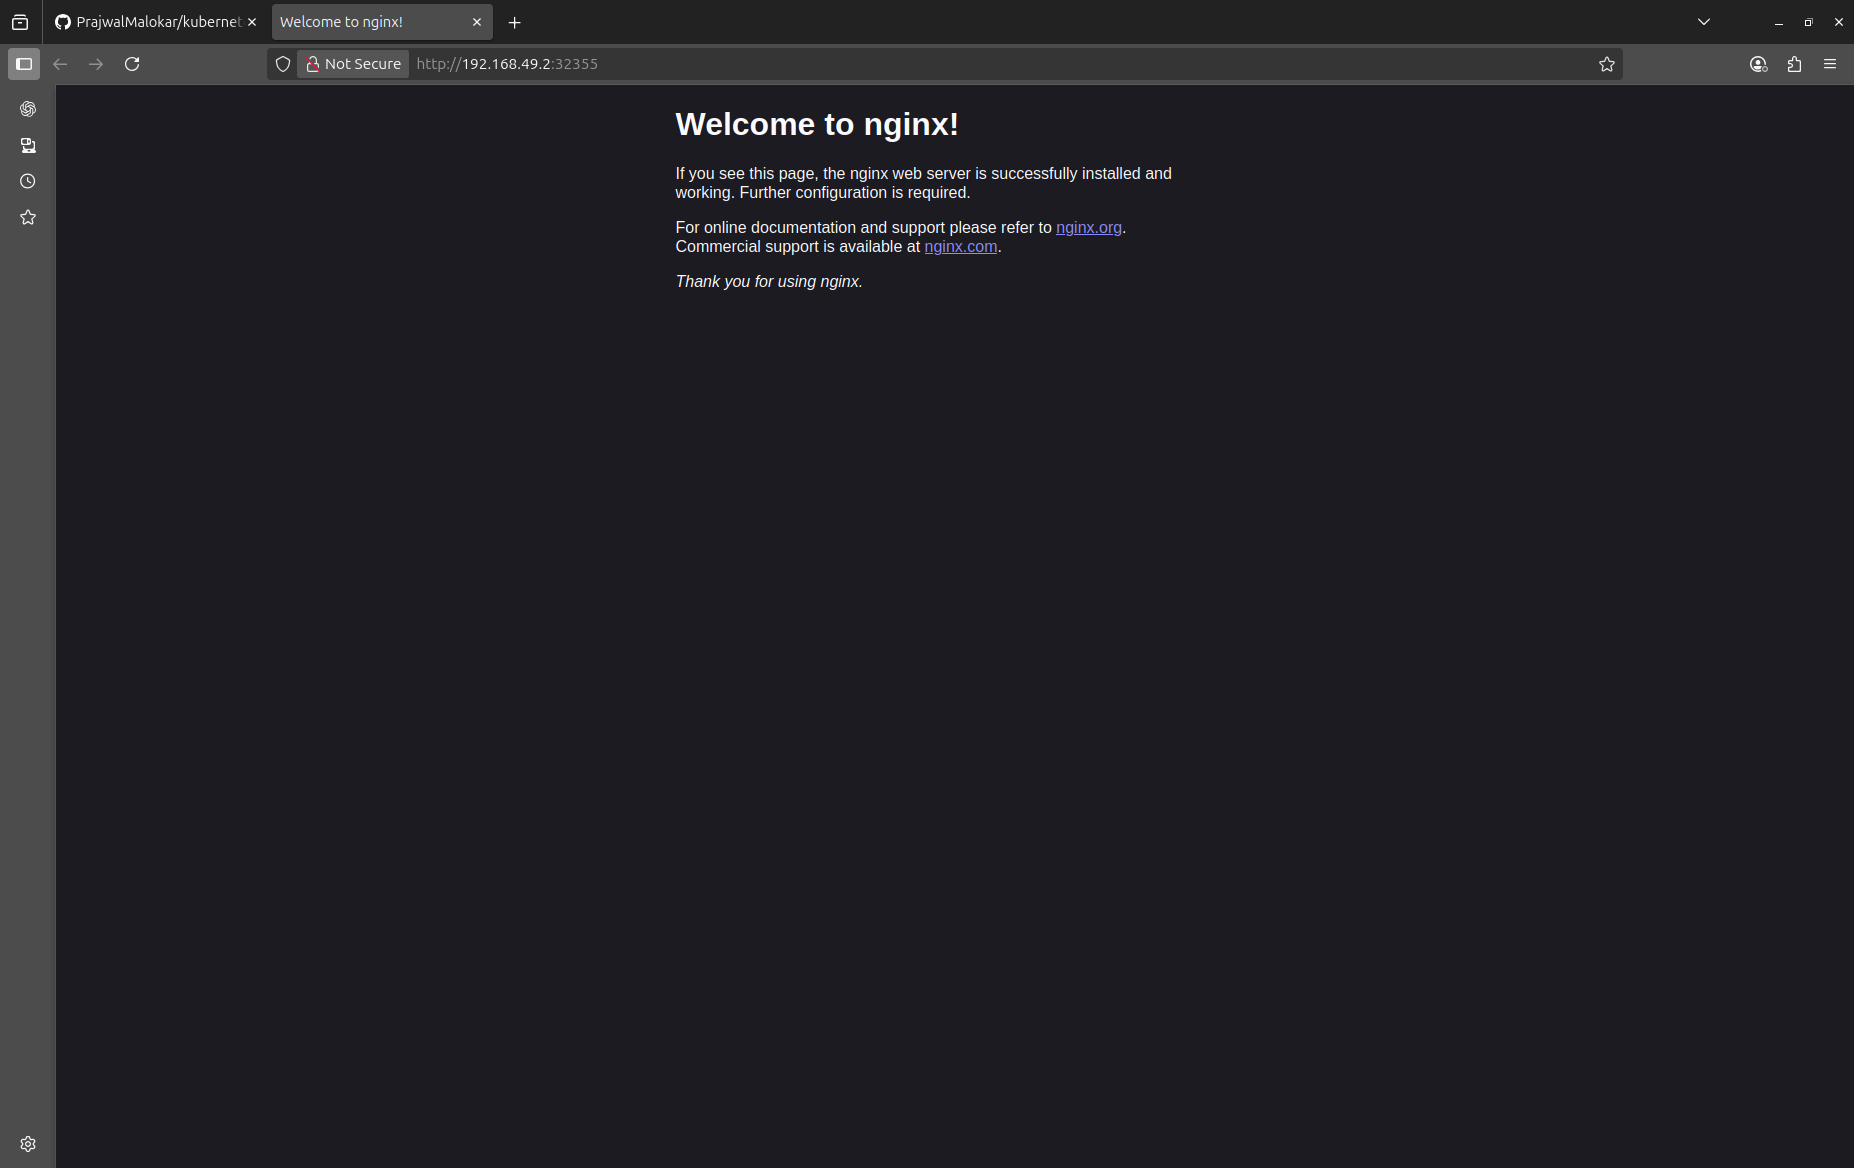 PrajwalMalokar/kubernet
Welcome to nginx!
Not Secure
http://192.168.49.2:32355
Welcome to nginx!
If you see this page, the nginx web server is successfully installed and
working. Further configuration is required.
For online documentation and support please refer to nginx.org.
Commercial support is available at nginx.com.
Thank you for using nginx.